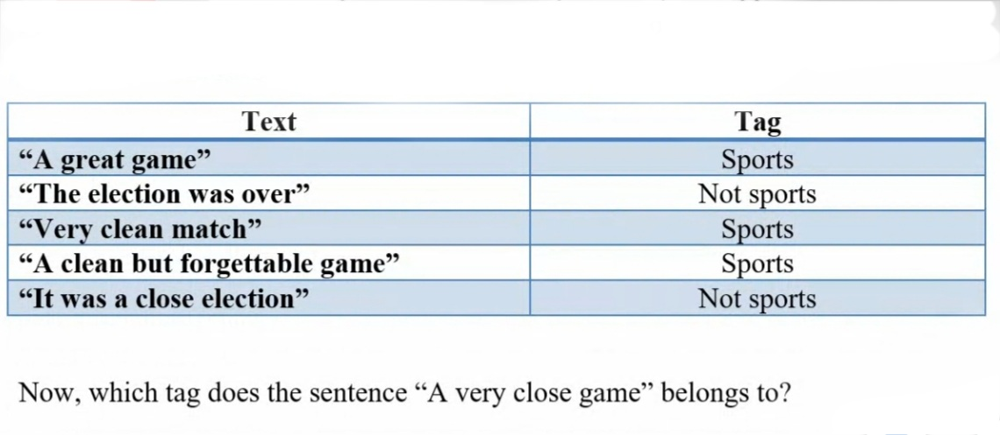 Text Tag
“A great game” Sports
“The election was over” Not sports
“Very clean match” Sports
“A clean but forgettable game” Sports
“It was a close election” Not sports
Now, which tag does the sentence “A very close game” belongs to?